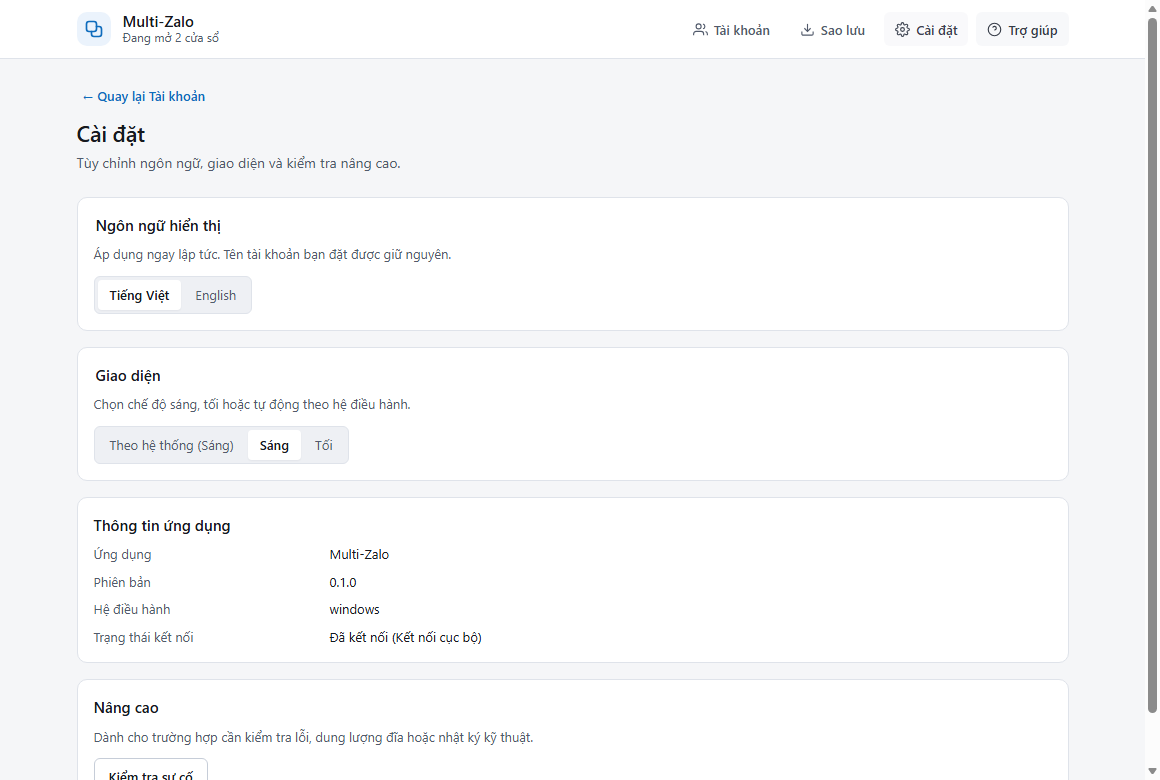 Multi-Zalo
Đang mở 2 cửa sổ
Tài khoản
Sao lưu
Cài đặt
Trợ giúp
← Quay lại Tài khoản
Cài đặt
Tùy chỉnh ngôn ngữ, giao diện và kiểm tra nâng cao.
Ngôn ngữ hiển thị
Áp dụng ngay lập tức. Tên tài khoản bạn đặt được giữ nguyên.
Tiếng Việt English
Giao diện
Chọn chế độ sáng, tối hoặc tự động theo hệ điều hành.
Theo hệ thống (Sáng) Sáng Tối
Thông tin ứng dụng
Ứng dụng Multi-Zalo
Phiên bản 0.1.0
Hệ điều hành windows
Trạng thái kết nối Đã kết nối (Kết nối cục bộ)
Nâng cao
Dành cho trường hợp cần kiểm tra lỗi, dung lượng đĩa hoặc nhật ký kỹ thuật.
Kiểm tra sự cố